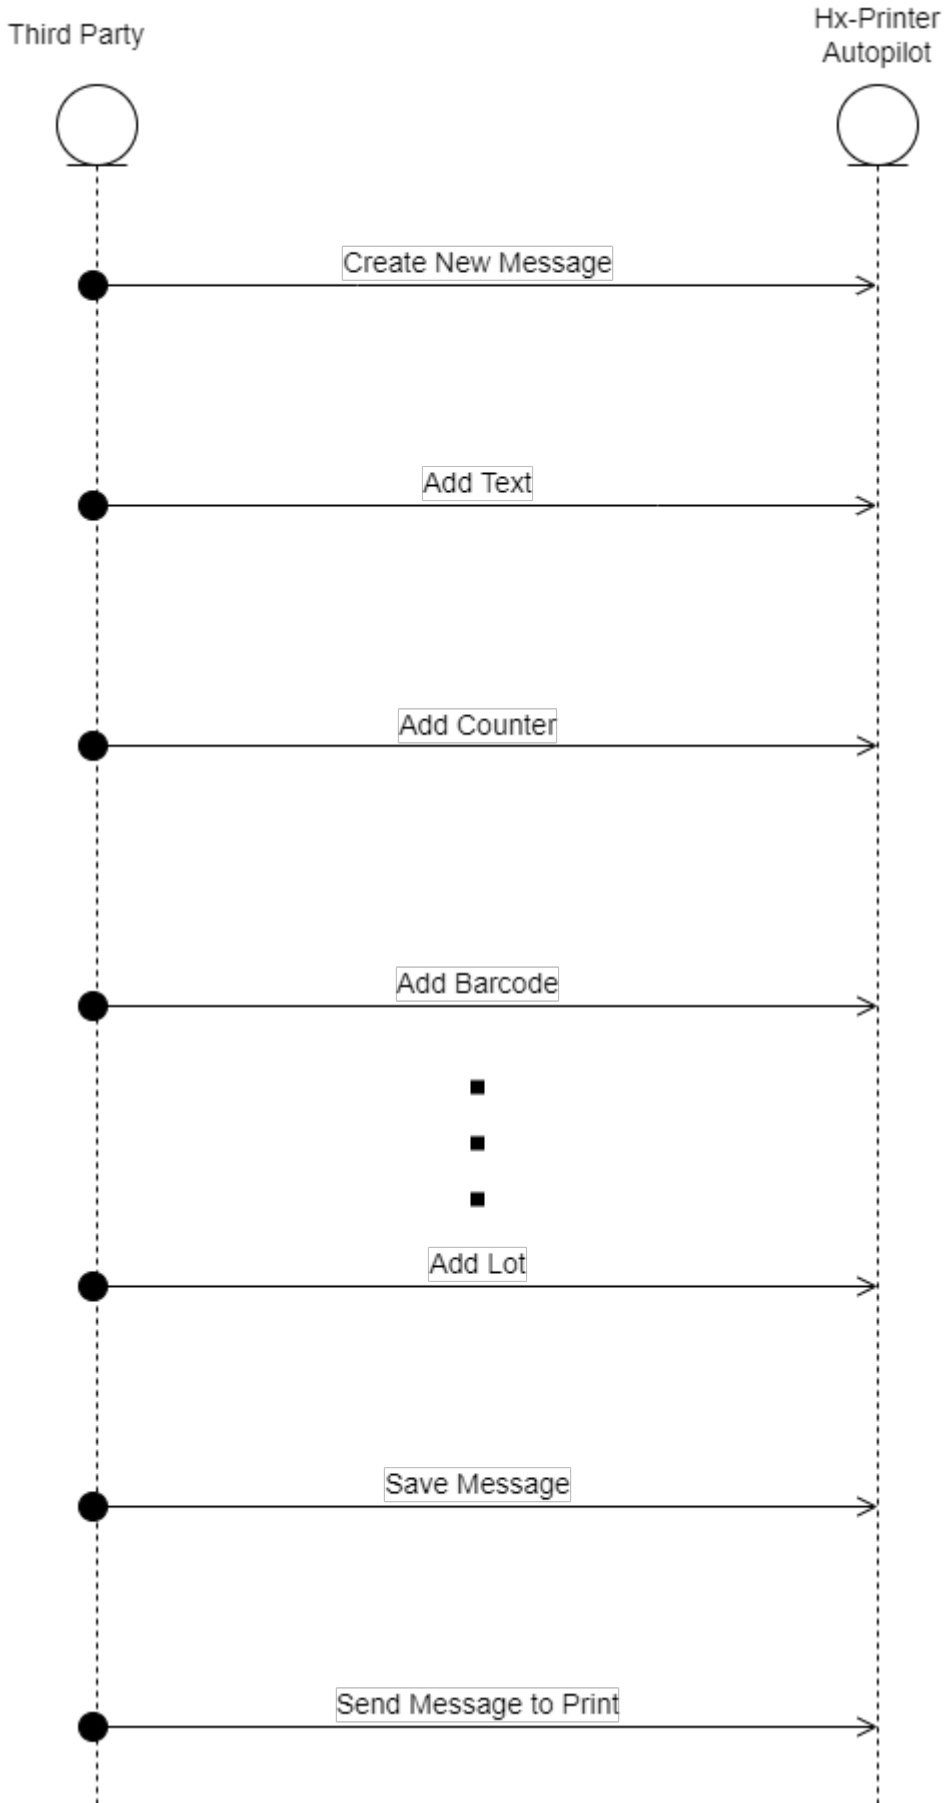 Third Party
Hx-Printer
Autopilot
Create New Message
Add Text
Add Counter
Add Barcode
Add Lot
Save Message
Send Message to Print